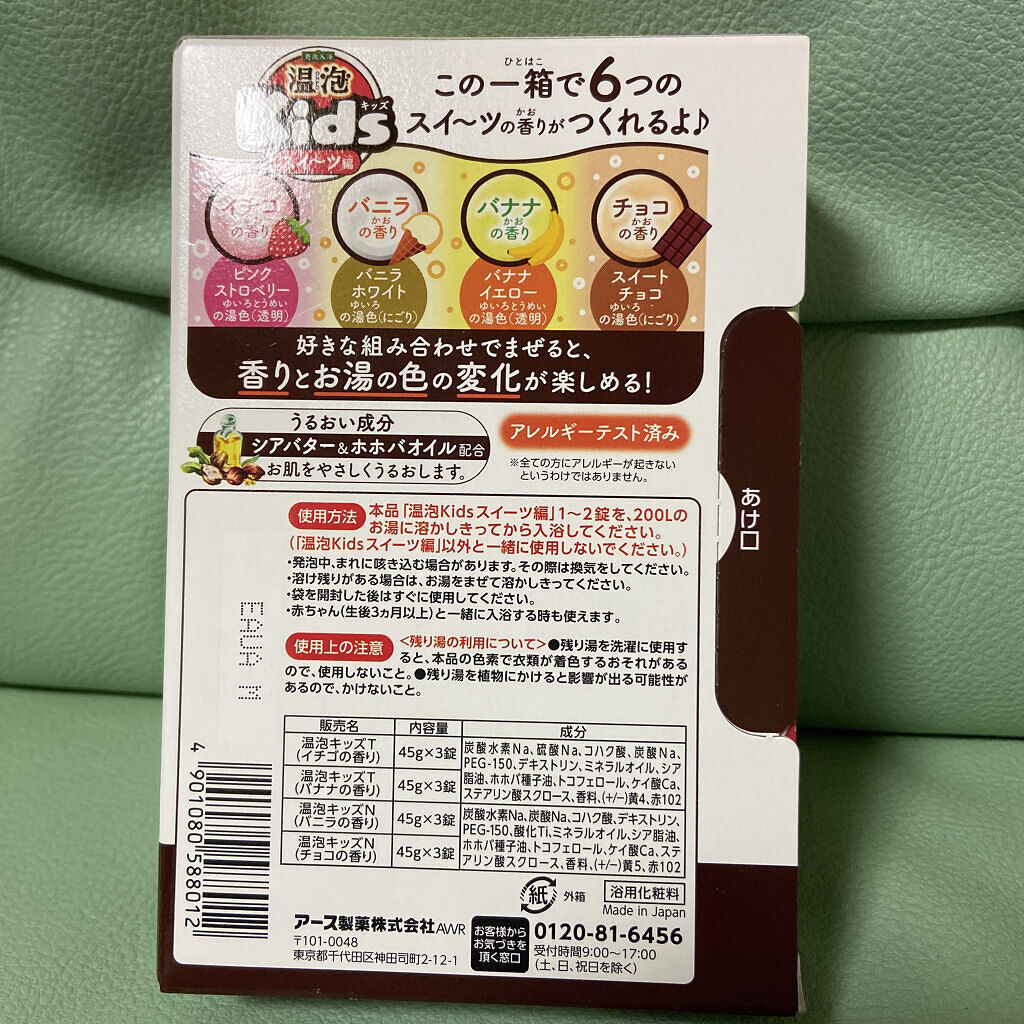 発泡入浴
温泡
ONPO
Kids
キッズ
スイ～ツ編
この一箱で6つの
ひとはこ
スイ～ツの香りがつくれるよ♪
かお
イチゴ
の香り
バニラ
かお
の香り
バナナ
かお
の香り
チョコ
かお
の香り
ピンク
ストロベリー
ゆいろとうめい
の湯色(透明)
バニラ
ホワイト
ゆいろ
の湯色(にごり)
バナナ
イエロー
ゆいろとうめい
の湯色(透明)
スイート
チョコ
ゆいろ
の湯色(にごり)
好きな組み合わせでまぜると、
香りとお湯の色の変化が楽しめる!
うるおい成分
シアバター&ホホバオイル配合
お肌をやさしくうるおします。
アレルギーテスト済み
※全ての方にアレルギーが起きない
というわけではありません。
あけ口
使用方法 本品「温泡Kidsスイーツ編」1～2錠を、200Lの
お湯に溶かしきってから入浴してください。
(「温泡Kidsスイーツ編」以外と一緒に使用しないでください。)
・発泡中、まれに咳き込む場合があります。その際は換気をしてください。
・溶け残りがある場合は、お湯をまぜて溶かしきってください。
・袋を開封した後はすぐに使用してください。
・赤ちゃん(生後3ヵ月以上)と一緒に入浴する時も使えます。
使用上の注意 <残り湯の利用について>●残り湯を洗濯に使用す
ると、本品の色素で衣類が着色するおそれがある
ので、使用しないこと。●残り湯を植物にかけると影響が出る可能性が
あるので、かけないこと。
EAUA M
販売名 内容量 成分
温泡キッズT
(イチゴの香り) 45g×3錠
温泡キッズT
(バナナの香り) 45g×3錠
炭酸水素Na、硫酸Na、コハク酸、炭酸Na、
PEG-150、デキストリン、ミネラルオイル、シア
脂油、ホホバ種子油、トコフェロール、ケイ酸Ca、
ステアリン酸スクロース、香料、(+/-)黄4、赤102
温泡キッズN
(バニラの香り) 45g×3錠
温泡キッズN
(チョコの香り) 45g×3錠
炭酸水素Na、炭酸Na、コハク酸、デキストリン、
PEG-150、酸化Ti、ミネラルオイル、シア脂油、
ホホバ種子油、トコフェロール、ケイ酸Ca、ステ
アリン酸スクロース、香料、(+/-)黄5、赤102
4 901080 588012
紙 外箱
浴用化粧料
Made in Japan
アース製薬株式会社 AWR
〒101-0048
東京都千代田区神田司町2-12-1
お客様から
お気づきを
頂く窓口
0120-81-6456
受付時間9:00～17:00
(土、日、祝日を除く)